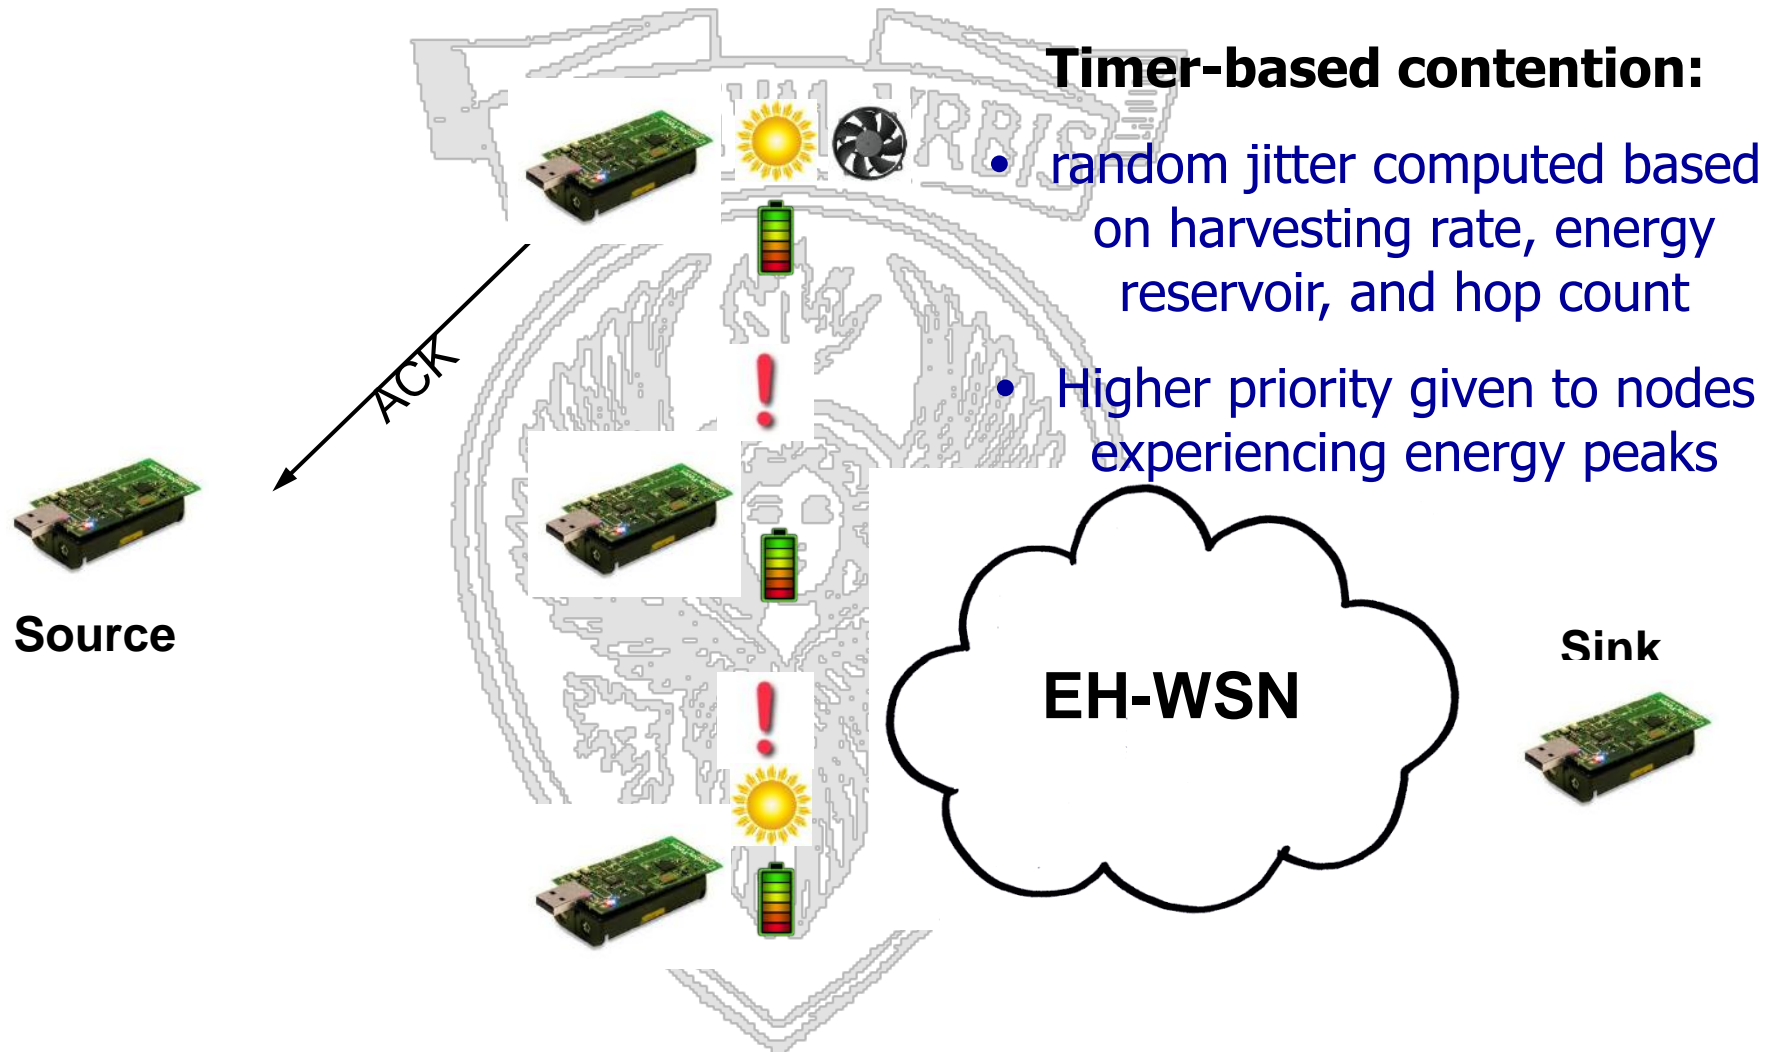 Timer-based contention:
• random jitter computed based
on harvesting rate, energy
reservoir, and hop count
• Higher priority given to nodes
experiencing energy peaks
ACK
Source
EH-WSN
Sink